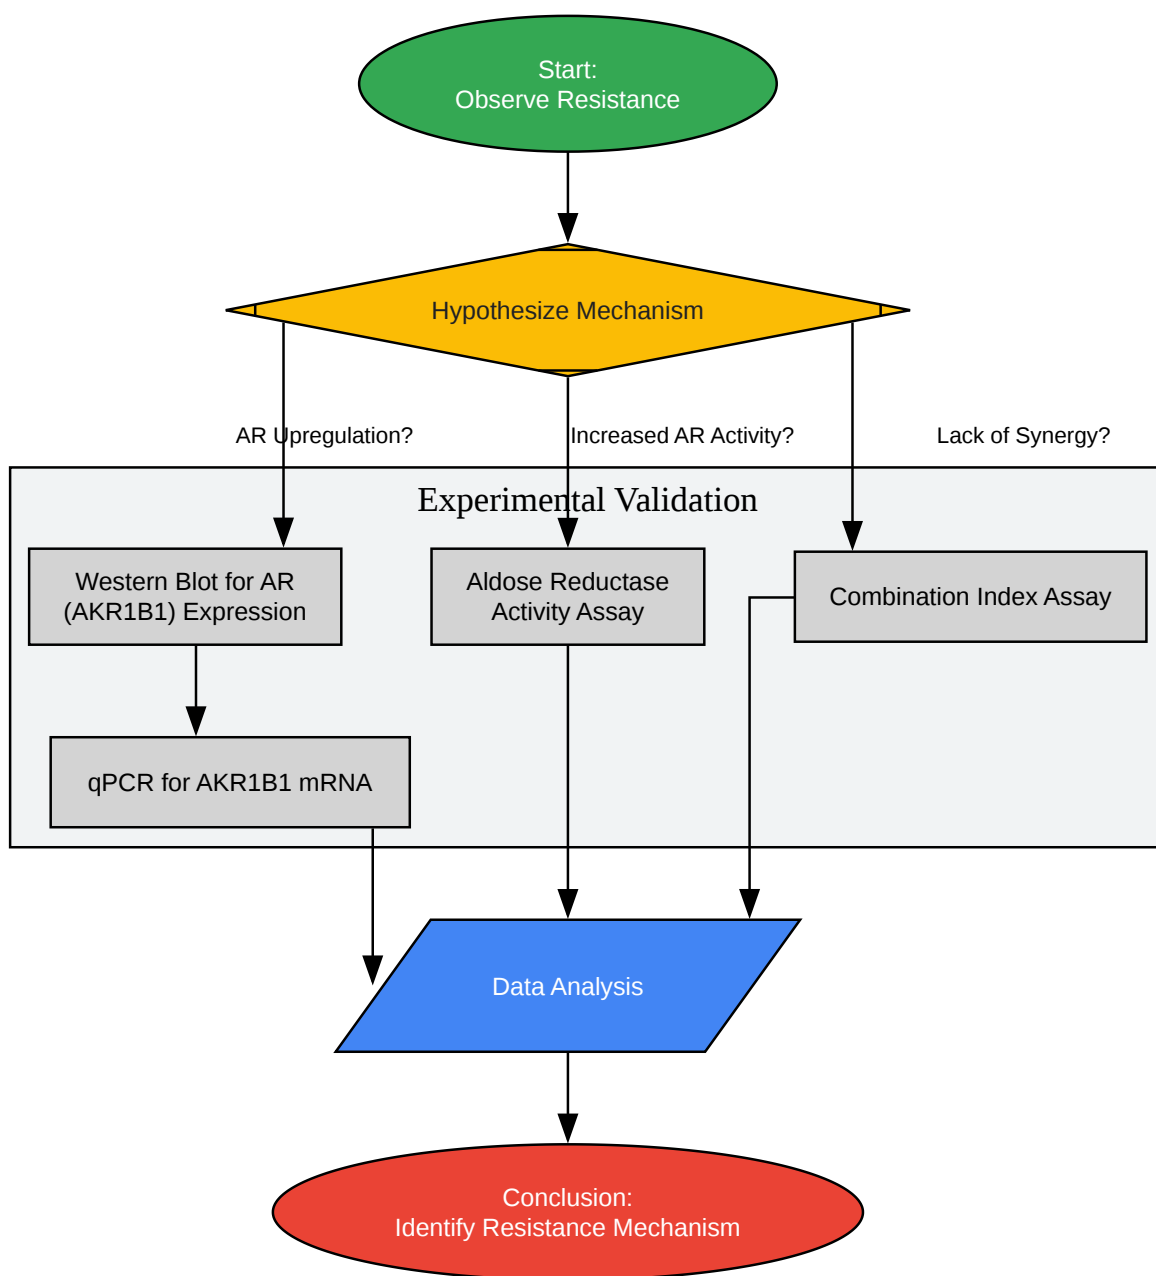 Start:
Observe Resistance
Hypothesize Mechanism
AR Upregulation?
Increased AR Activity?
Lack of Synergy?
Experimental Validation
Western Blot for AR
(AKR1B1) Expression
Aldose Reductase
Activity Assay
Combination Index Assay
qPCR for AKR1B1 mRNA
Data Analysis
Conclusion:
Identify Resistance Mechanism